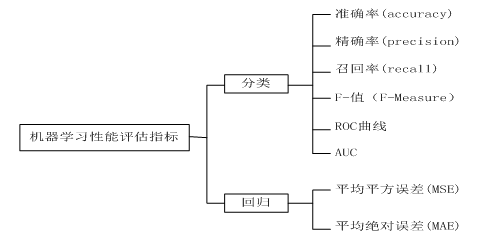 机器学习性能评估指标
分类
准确率(accuracy)
精确率(precision)
召回率(recall)
F-值（F-Measure）
ROC曲线
AUC
回归
平均平方误差(MSE)
平均绝对误差(MAE)